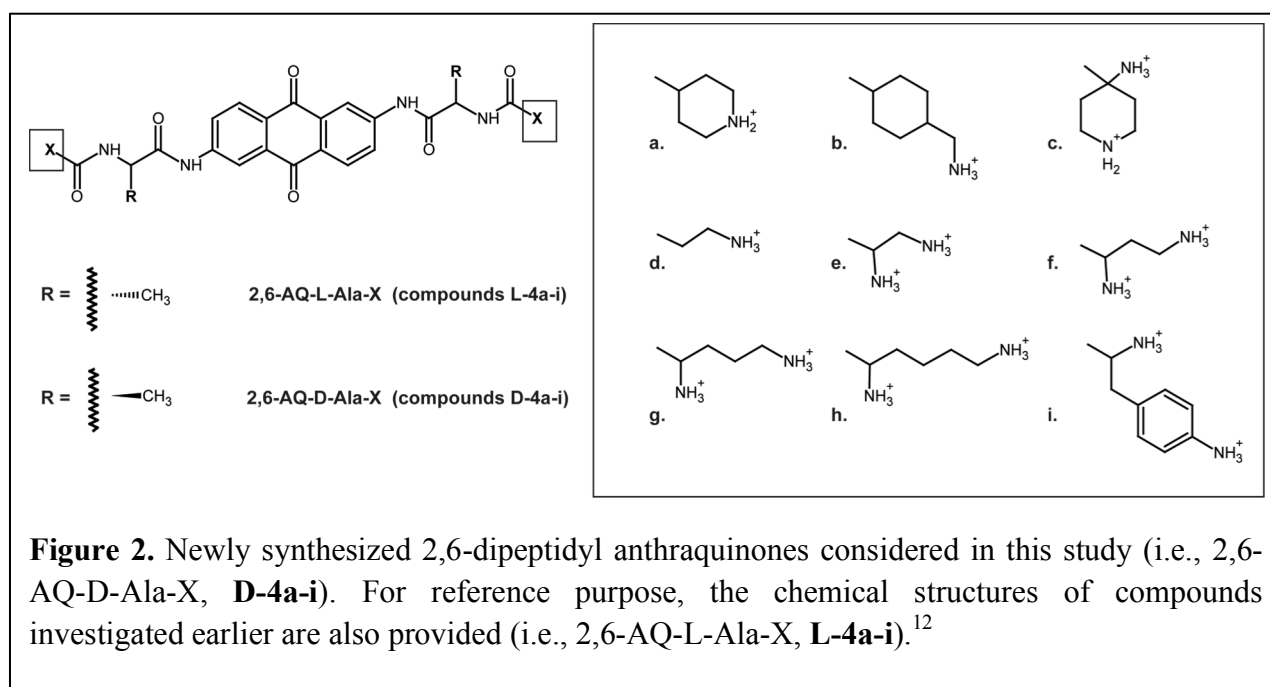 O
R
O
NH
NH
X
O
O
X
NH
NH
R
O
O
R = CH₃ 2,6-AQ-L-Ala-X (compounds L-4a-i)
R = CH₃ 2,6-AQ-D-Ala-X (compounds D-4a-i)
a. NH₂⁺
b. NH₃⁺
c. NH₃⁺ N⁺ H₂
d. NH₃⁺
e. NH₃⁺ NH₃⁺
f. NH₃⁺ NH₃⁺
g. NH₃⁺ NH₃⁺
h. NH₃⁺ NH₃⁺
i. NH₃⁺ NH₃⁺
Figure 2. Newly synthesized 2,6-dipeptidyl anthraquinones considered in this study (i.e., 2,6-
AQ-D-Ala-X, D-4a-i). For reference purpose, the chemical structures of compounds
investigated earlier are also provided (i.e., 2,6-AQ-L-Ala-X, L-4a-i).¹²